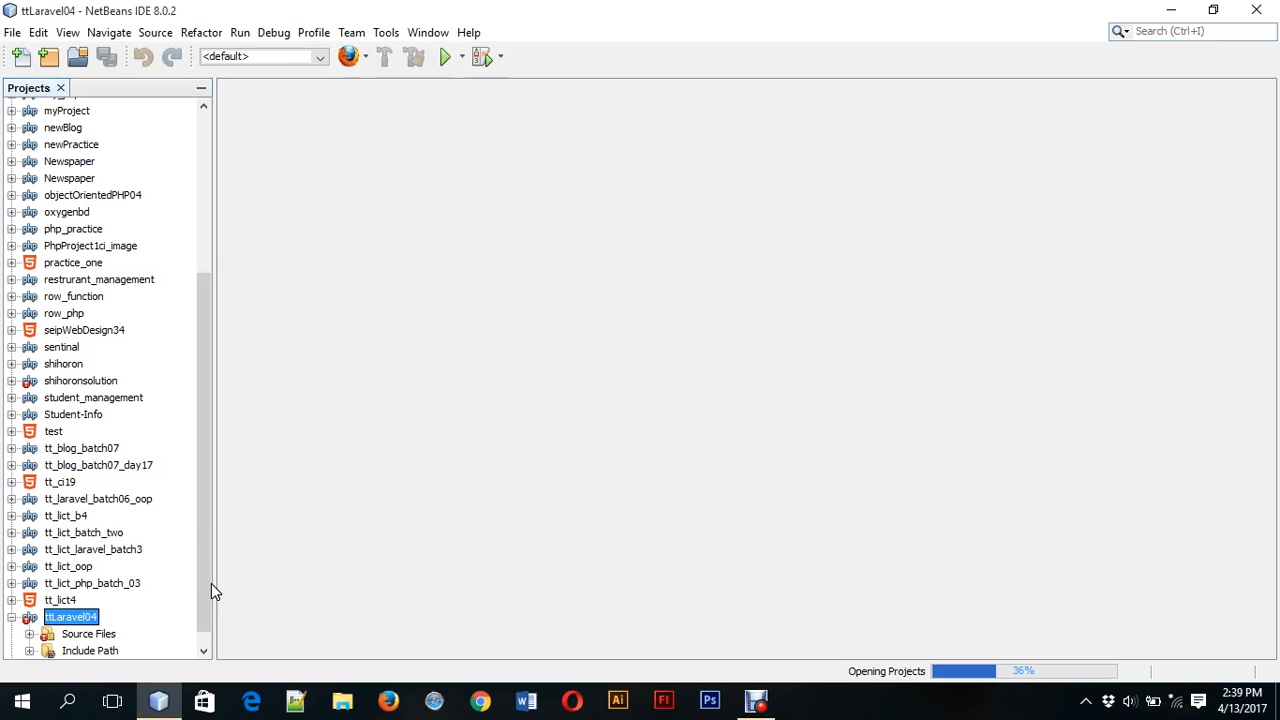 ttLaravel04 - NetBeans IDE 8.0.2
File Edit View Navigate Source Refactor Run Debug Profile Team Tools Window Help
Search (Ctrl+I)
<default>
Projects
myProject
newBlog
newPractice
Newspaper
Newspaper
objectOrientedPHP04
oxygenbd
php_practice
PhpProject1ci_image
practice_one
restrurant_management
row_function
row_php
seipWebDesign34
sentinal
shihoron
shihoronsolution
student_management
Student-Info
test
tt_blog_batch07
tt_blog_batch07_day17
tt_ci19
tt_laravel_batch06_oop
tt_lict_b4
tt_lict_batch_two
tt_lict_laravel_batch3
tt_lict_oop
tt_lict_php_batch_03
tt_lict4
ttLaravel04
Source Files
Include Path
Opening Projects 36%
2:39 PM
4/13/2017